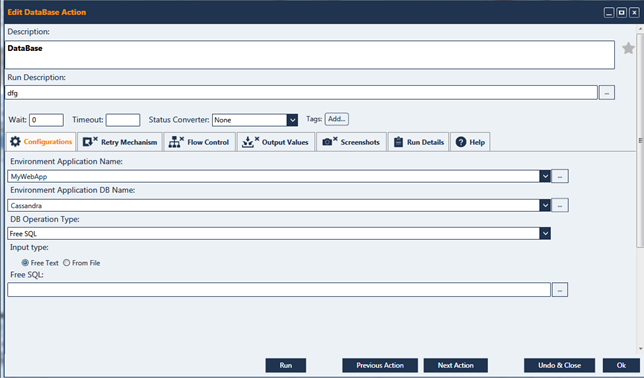 Edit DataBase Action
Description:
DataBase
Run Description:
dfg
...
Wait: 0 Timeout: Status Converter: None Tags: Add...
Configurations Retry Mechanism Flow Control Output Values Screenshots Run Details Help
Environment Application Name:
MyWebApp ...
Environment Application DB Name:
Cassandra ...
DB Operation Type:
Free SQL
Input type:
Free Text From File
Free SQL:
...
Run Previous Action Next Action Undo & Close Ok